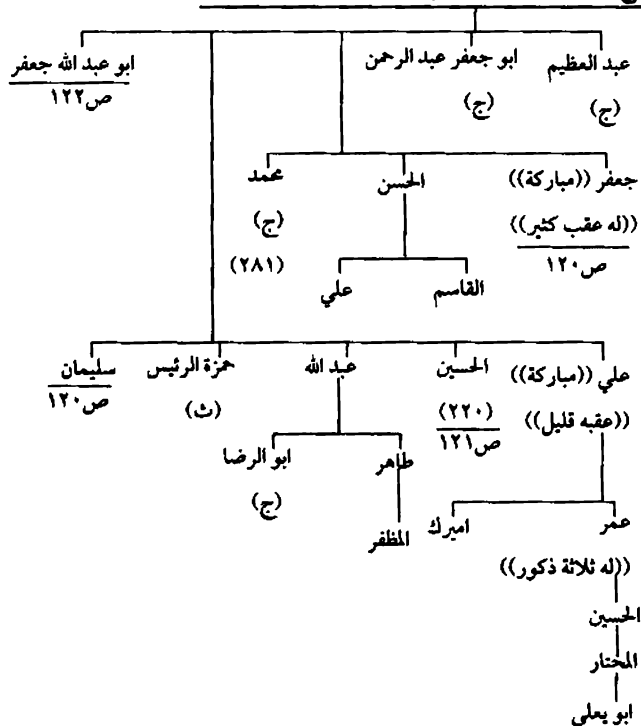 عبد العظيم ابو جعفر عبد الرحمن ابو عبد الله جعفر
(ج) (ج) ص١٢٢
جعفر ((مباركة)) الحسن محمد
((له عقب كثير)) (ج)
ص١٢٠ (٢٨١)
القاسم علي
علي ((مباركة)) الحسين عبد الله حمزة الرئيس سليمان
((عقبه قليل)) (٢٢٠) (ث) ص١٢٠
ص١٢١
طاهر ابو الرضا
(ج)
المظفر
عمر اميرك
((له ثلاثة ذكور))
الحسين
المختار
ابو يعلى